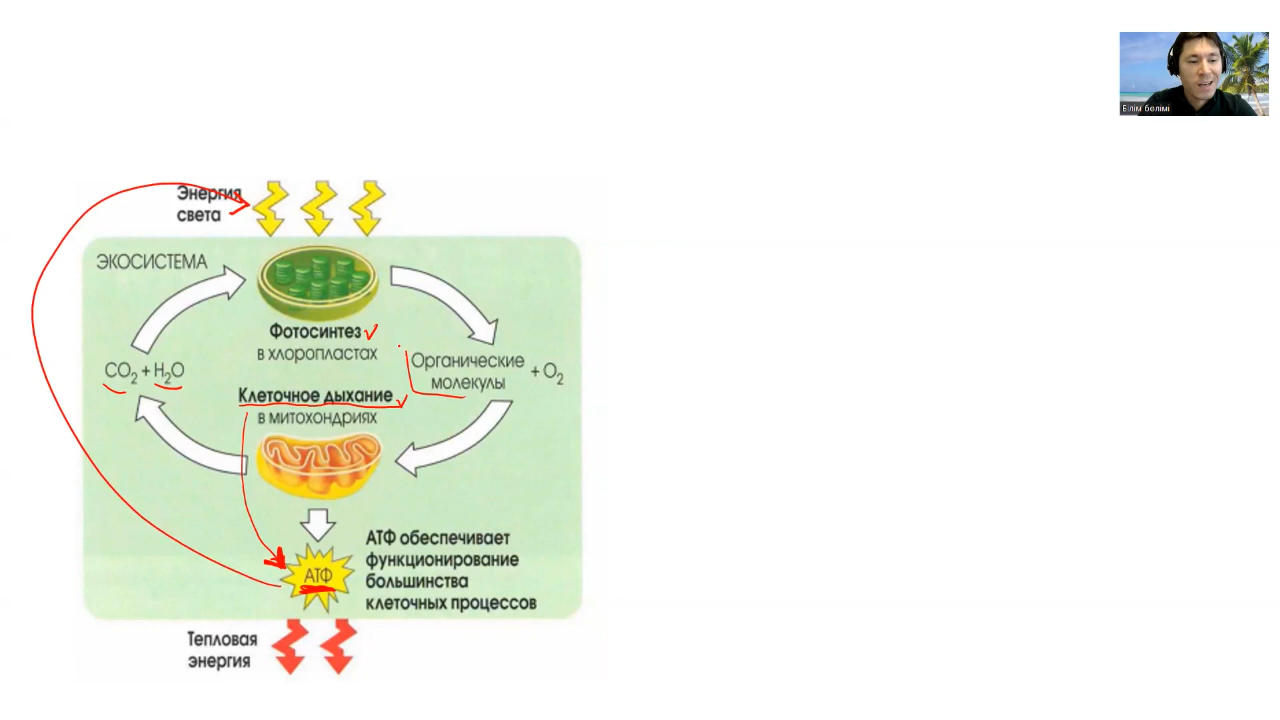 Білім бөлімі
Энергия
света
ЭКОСИСТЕМА
Фотосинтез
в хлоропластах
Органические
молекулы
+ O₂
CO₂ + H₂O
Клеточное дыхание
в митохондриях
АТФ
АТФ обеспечивает
функционирование
большинства
клеточных процессов
Тепловая
энергия